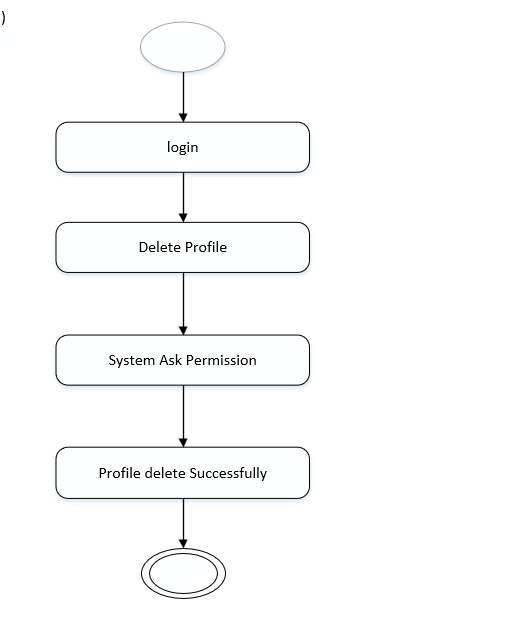 )
login
Delete Profile
System Ask Permission
Profile delete Successfully